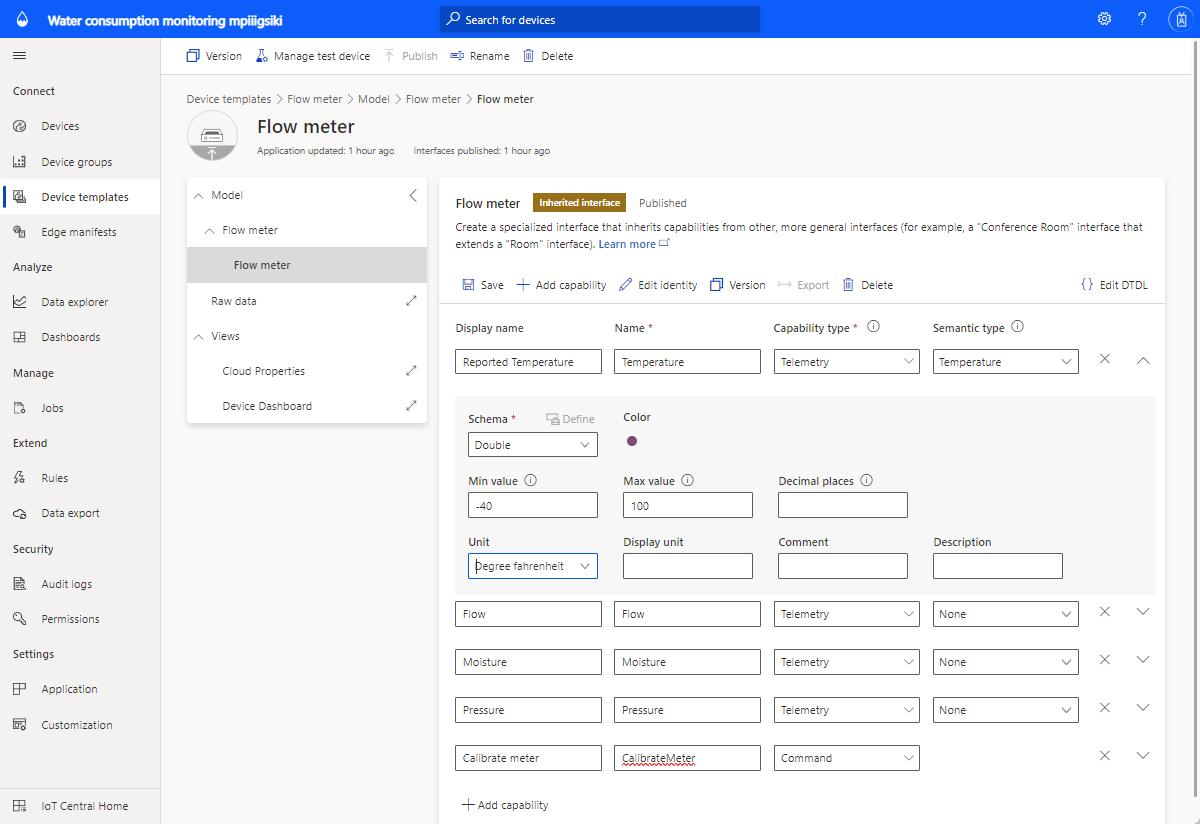 Water consumption monitoring mpiiigsiki
Search for devices
?
Version
Manage test device
Publish
Rename
Delete
Connect
Devices
Device groups
Device templates
Edge manifests
Analyze
Data explorer
Dashboards
Manage
Jobs
Extend
Rules
Data export
Security
Audit logs
Permissions
Settings
Application
Customization
IoT Central Home
Device templates > Flow meter > Model > Flow meter > Flow meter
Flow meter
Application updated: 1 hour ago Interfaces published: 1 hour ago
Model
Flow meter
Flow meter
Raw data
Views
Cloud Properties
Device Dashboard
Flow meter Inherited interface Published
Create a specialized interface that inherits capabilities from other, more general interfaces (for example, a "Conference Room" interface that
extends a "Room" interface). Learn more
Save Add capability Edit identity Version Export Delete {} Edit DTDL
Display name Name * Capability type * Semantic type
Reported Temperature Temperature Telemetry Temperature
Schema * Define Color
Double
Min value Max value Decimal places
-40 100
Unit Display unit Comment Description
Degree fahrenheit
Flow Flow Telemetry None
Moisture Moisture Telemetry None
Pressure Pressure Telemetry None
Calibrate meter CalibrateMeter Command
Add capability